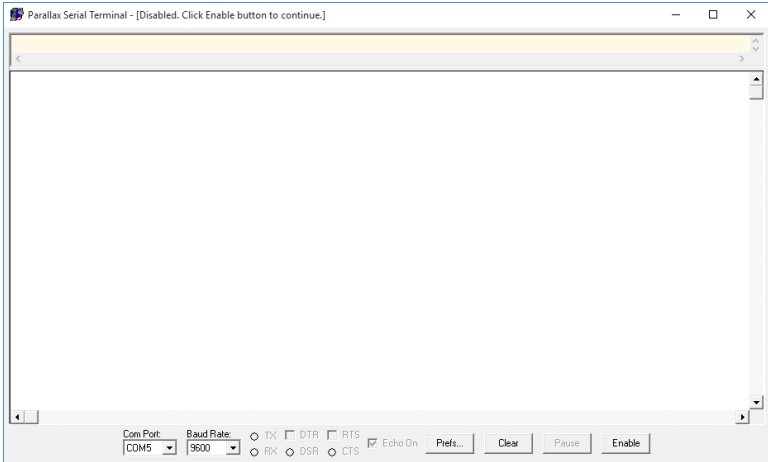 Parallax Serial Terminal - [Disabled. Click Enable button to continue.]
Com Port: Baud Rate: TX DTR RTS
COM5 9600 RX DSR CTS Echo On Prefs... Clear Pause Enable